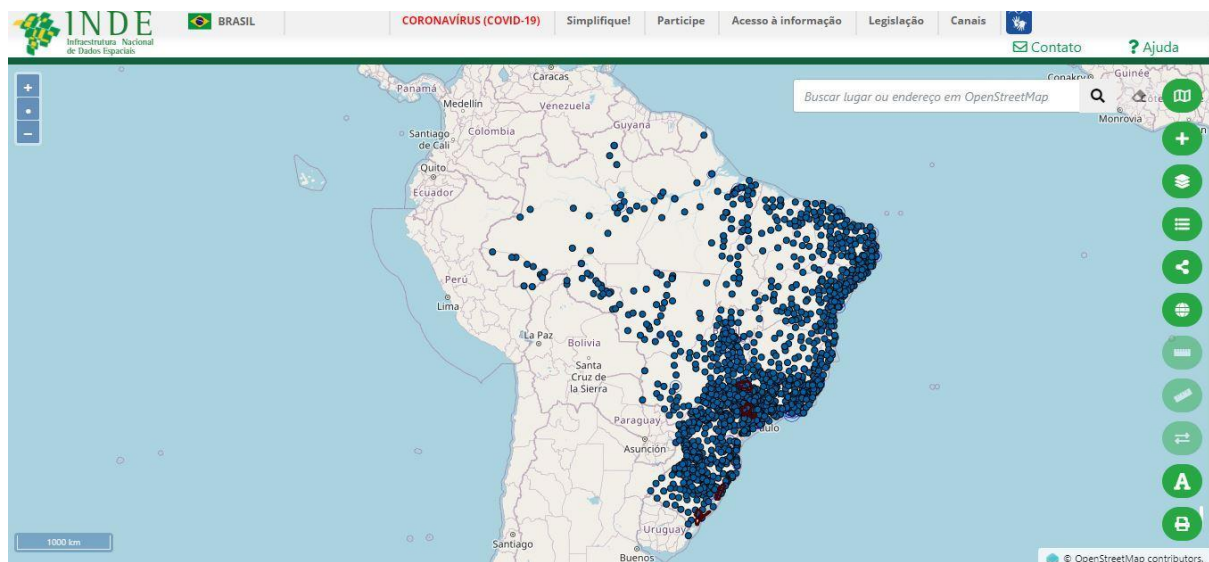 INDE
Infraestrutura Nacional
de Dados Espaciais
BRASIL
CORONAVÍRUS (COVID-19)
Simplifique!
Participe
Acesso à informação
Legislação
Canais
Contato
? Ajuda
+
−
Buscar lugar ou endereço em OpenStreetMap
Caracas
Panamá
Medellín
Venezuela
Guyana
Santiago
de Cali
Colombia
Quito
Ecuador
Conakry
Guinée
Monrovia
Perú
Lima
La Paz
Bolivia
Santa
Cruz de
la Sierra
Paraguay
Asunción
Uruguay
Santiago
Buenos
A
1000 km
© OpenStreetMap contributors.